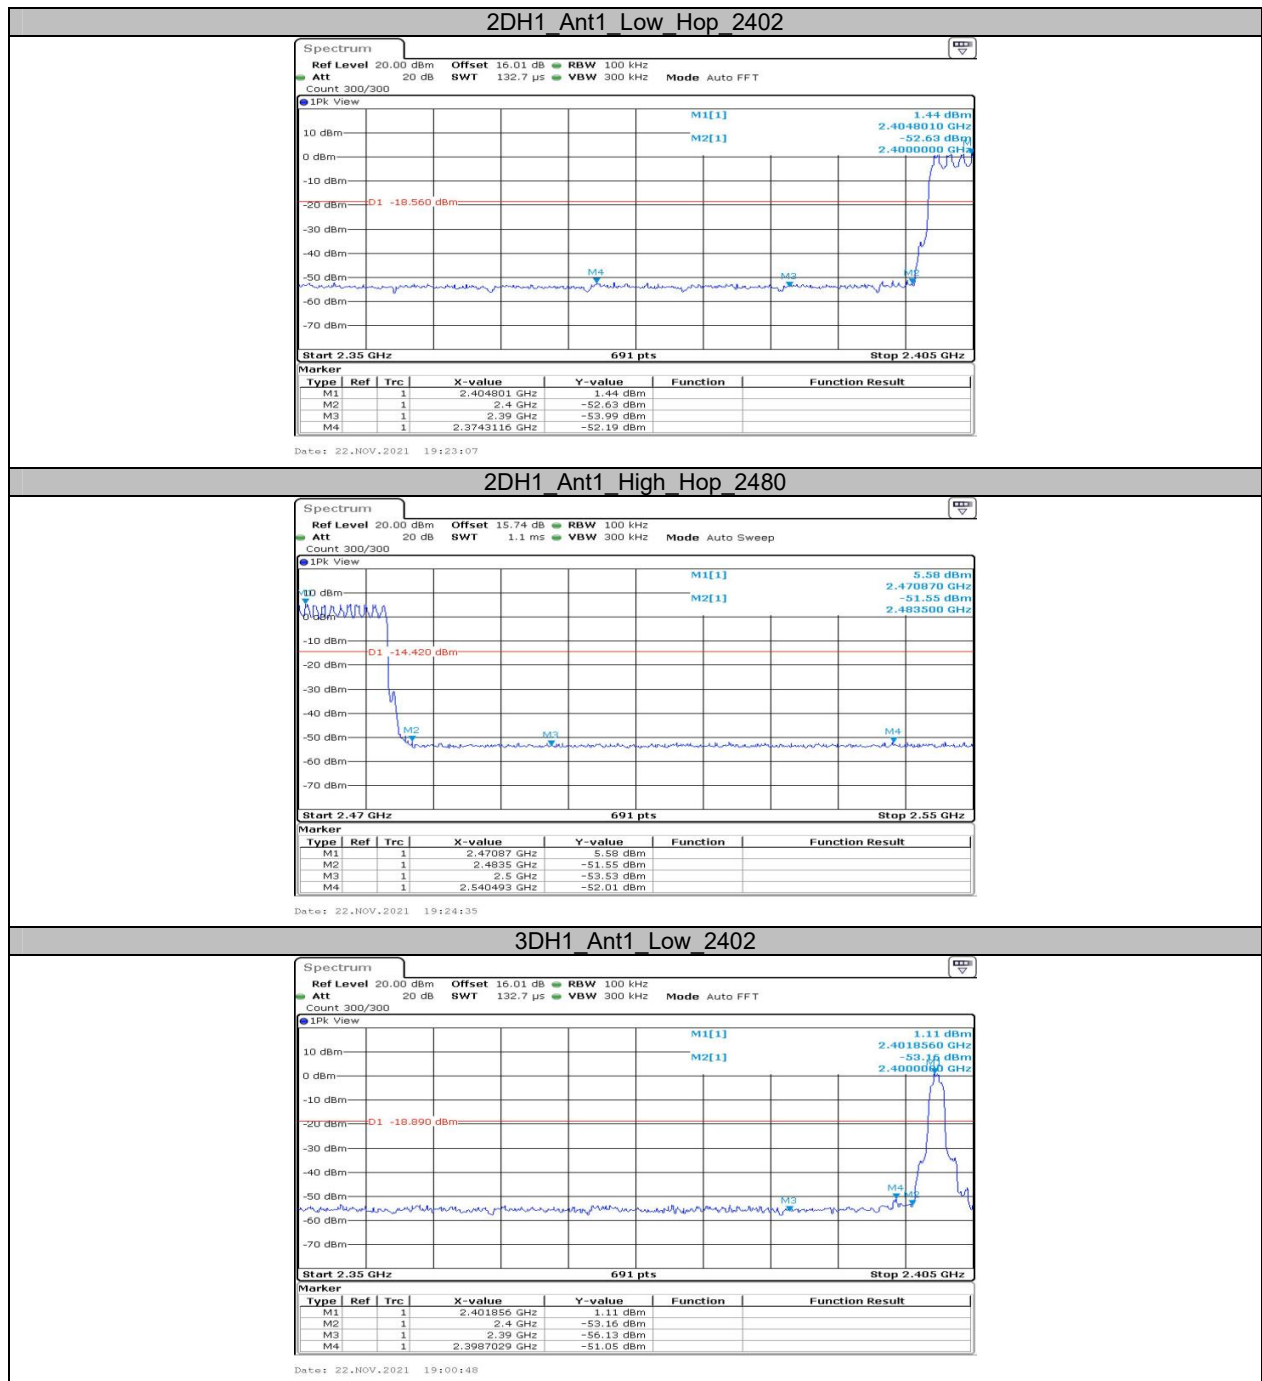 2DH1_Ant1_Low_Hop_2402
Spectrum
Ref Level 20.00 dBm Offset 16.01 dB RBW 100 kHz
Att 20 dB SWT 132.7 µs VBW 300 kHz Mode Auto FFT
Count 300/300
1Pk View
M1[1] 1.44 dBm
2.4048010 GHz
M2[1] -52.63 dBm
2.4000000 GHz
10 dBm
0 dBm
-10 dBm
-20 dBm D1 -18.560 dBm
-30 dBm
-40 dBm
-50 dBm M4 M3 M2
-60 dBm
-70 dBm
Start 2.35 GHz 691 pts Stop 2.405 GHz
Marker
Type Ref Trc X-value Y-value Function Function Result
M1 1 2.404801 GHz 1.44 dBm
M2 1 2.4 GHz -52.63 dBm
M3 1 2.39 GHz -53.99 dBm
M4 1 2.3743116 GHz -52.19 dBm
Date: 22.NOV.2021 19:23:07
2DH1_Ant1_High_Hop_2480
Spectrum
Ref Level 20.00 dBm Offset 15.74 dB RBW 100 kHz
Att 20 dB SWT 1.1 ms VBW 300 kHz Mode Auto Sweep
Count 300/300
1Pk View
M1[1] 5.58 dBm
2.470870 GHz
M2[1] -51.55 dBm
2.483500 GHz
10 dBm
0 dBm
-10 dBm
D1 -14.420 dBm
-20 dBm
-30 dBm
-40 dBm
-50 dBm M2 M3 M4
-60 dBm
-70 dBm
Start 2.47 GHz 691 pts Stop 2.55 GHz
Marker
Type Ref Trc X-value Y-value Function Function Result
M1 1 2.47087 GHz 5.58 dBm
M2 1 2.4835 GHz -51.55 dBm
M3 1 2.5 GHz -53.53 dBm
M4 1 2.540493 GHz -52.01 dBm
Date: 22.NOV.2021 19:24:35
3DH1_Ant1_Low_2402
Spectrum
Ref Level 20.00 dBm Offset 16.01 dB RBW 100 kHz
Att 20 dB SWT 132.7 µs VBW 300 kHz Mode Auto FFT
Count 300/300
1Pk View
M1[1] 1.11 dBm
2.4018560 GHz
M2[1] -53.16 dBm
2.4000000 GHz
M1
10 dBm
0 dBm
-10 dBm
-20 dBm D1 -18.890 dBm
-30 dBm
-40 dBm
-50 dBm M3 M4 M2
-60 dBm
-70 dBm
Start 2.35 GHz 691 pts Stop 2.405 GHz
Marker
Type Ref Trc X-value Y-value Function Function Result
M1 1 2.401856 GHz 1.11 dBm
M2 1 2.4 GHz -53.16 dBm
M3 1 2.39 GHz -56.13 dBm
M4 1 2.3987029 GHz -51.05 dBm
Date: 22.NOV.2021 19:00:48